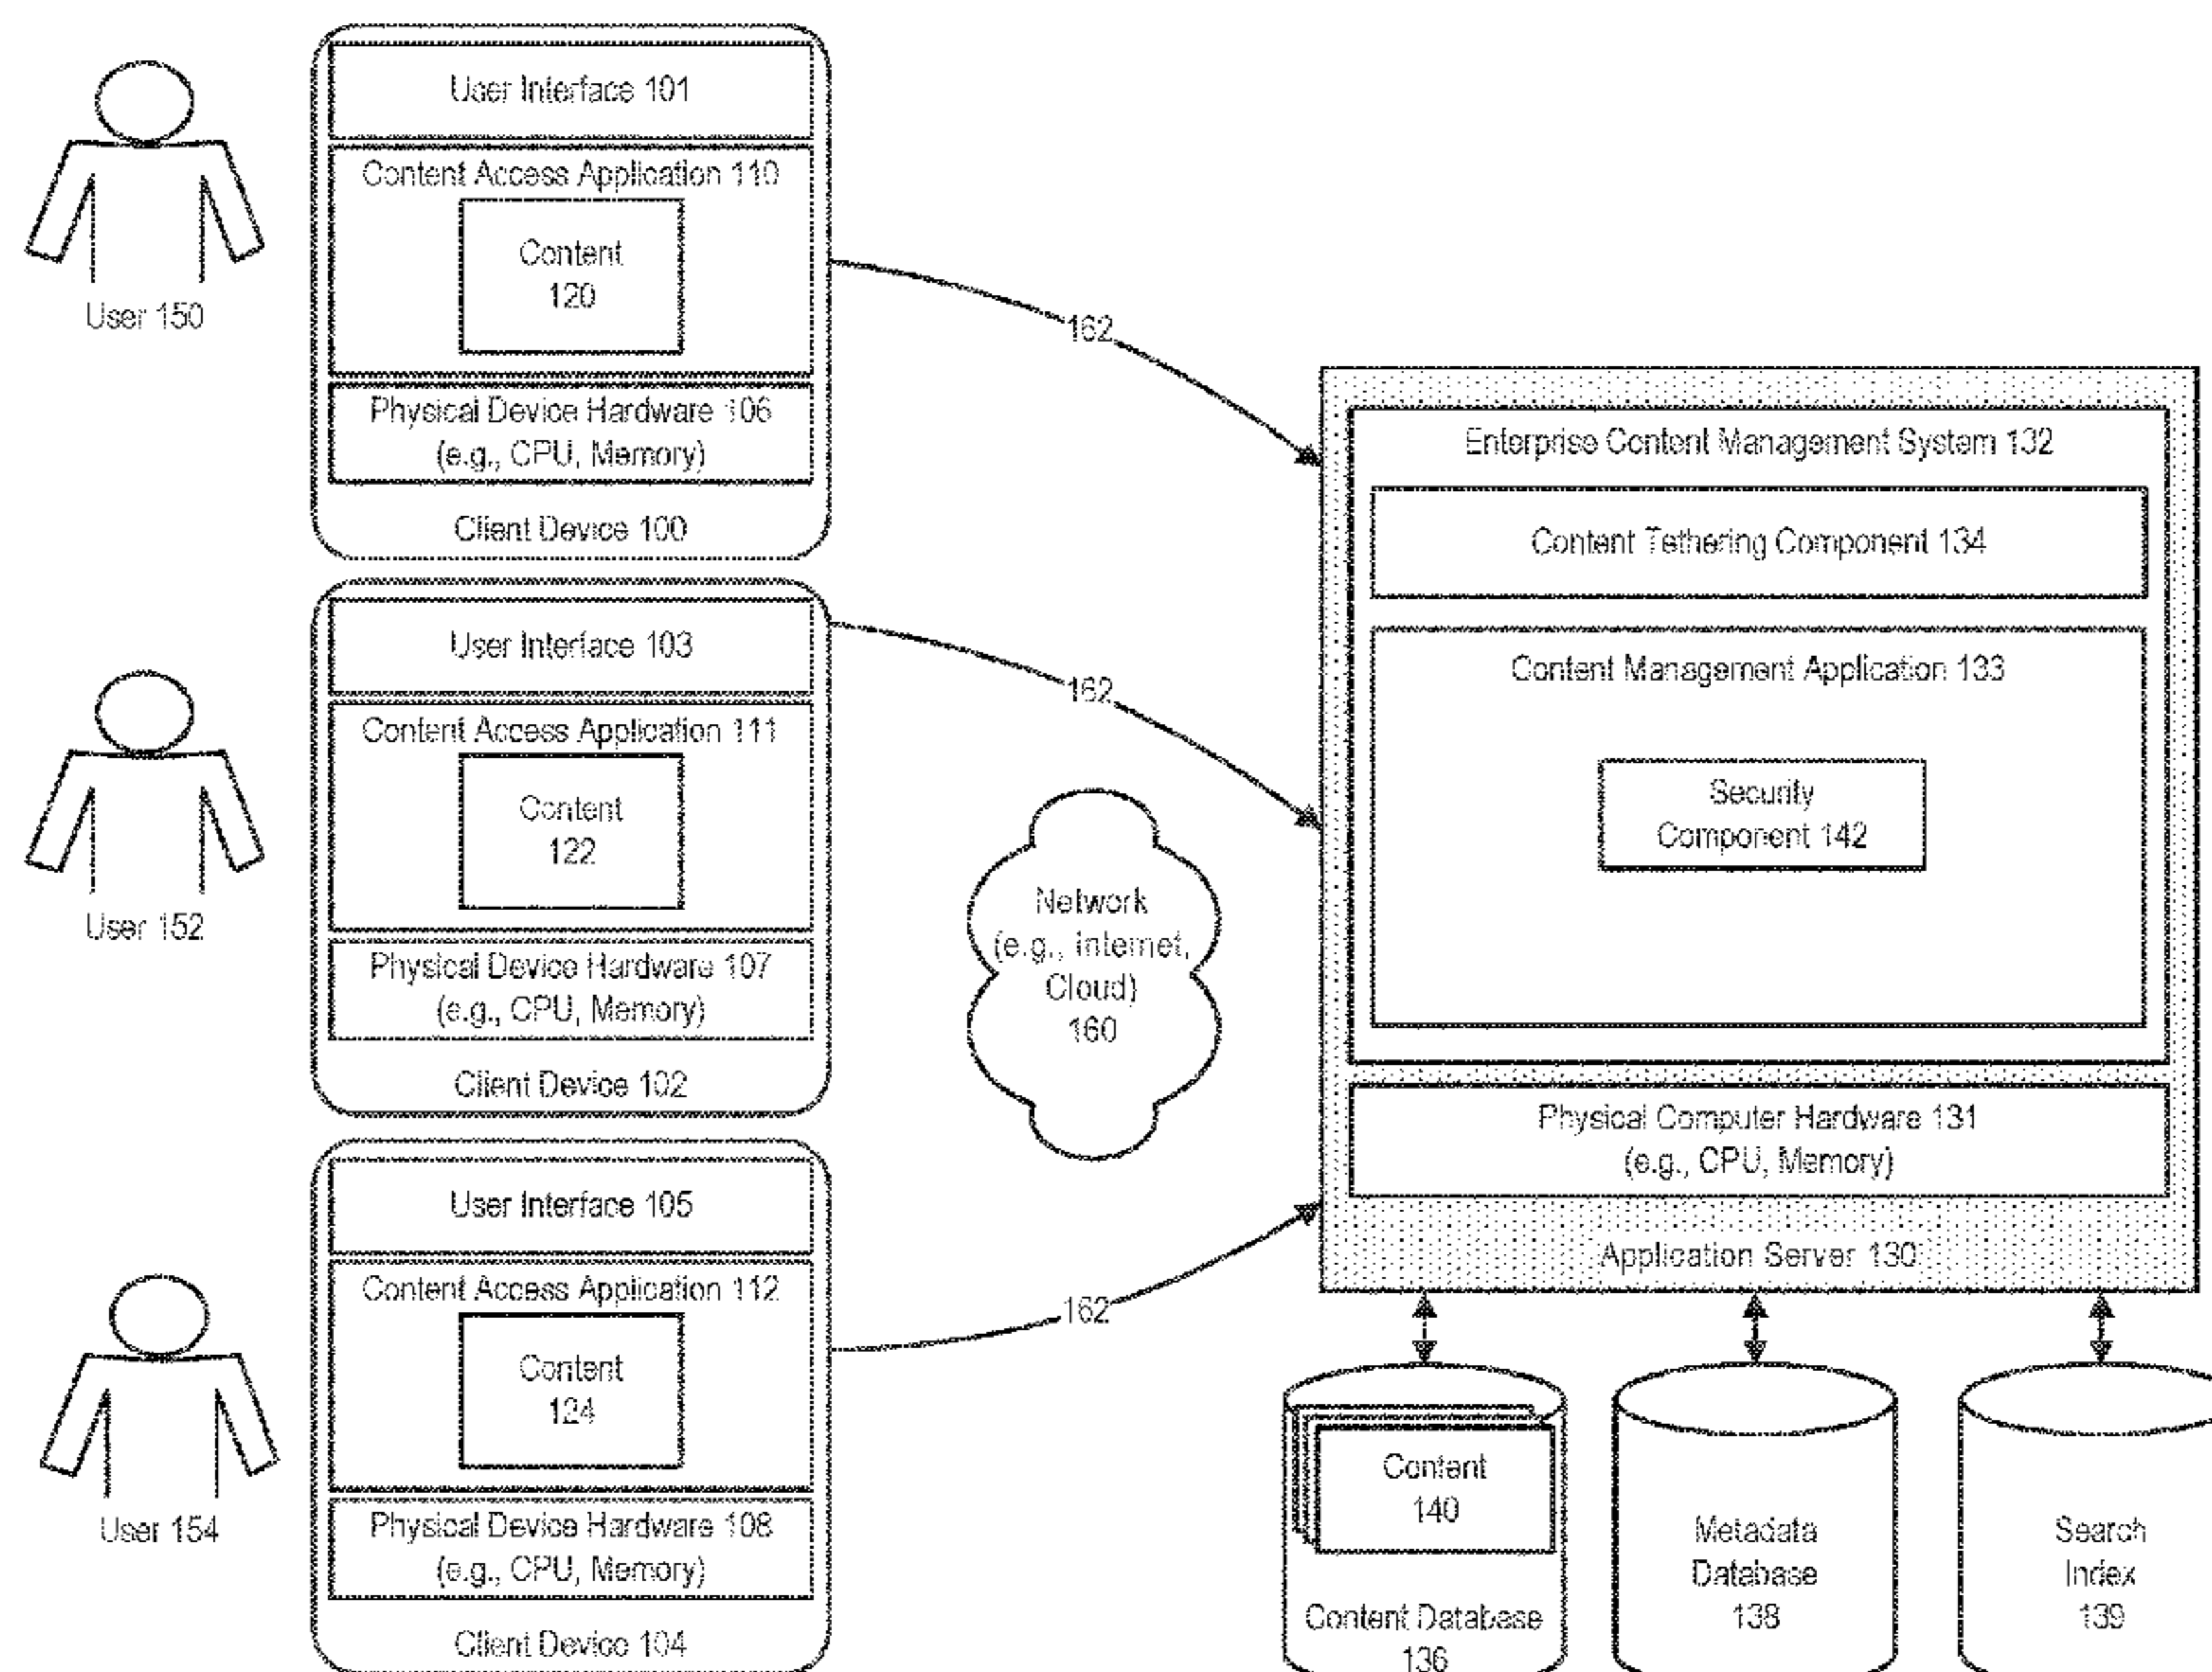 User Interface 101
Content Access Application 110
Content
120
Physical Device Hardware 106
(e.g., CPU, Memory)
Client Device 100
User 150
162
User Interface 103
Content Access Application 111
Content
122
Physical Device Hardware 107
(e.g., CPU, Memory)
Client Device 102
User 152
162
User Interface 105
Content Access Application 112
Content
124
Physical Device Hardware 108
(e.g., CPU, Memory)
Client Device 104
User 154
162
Network
(e.g., Internet,
Cloud)
160
Enterprise Content Management System 132
Content Tethering Component 134
Content Management Application 133
Security
Component 142
Physical Computer Hardware 131
(e.g., CPU, Memory)
Application Server 130
Content
140
Content Database
136
Metadata
Database
138
Search
Index
139